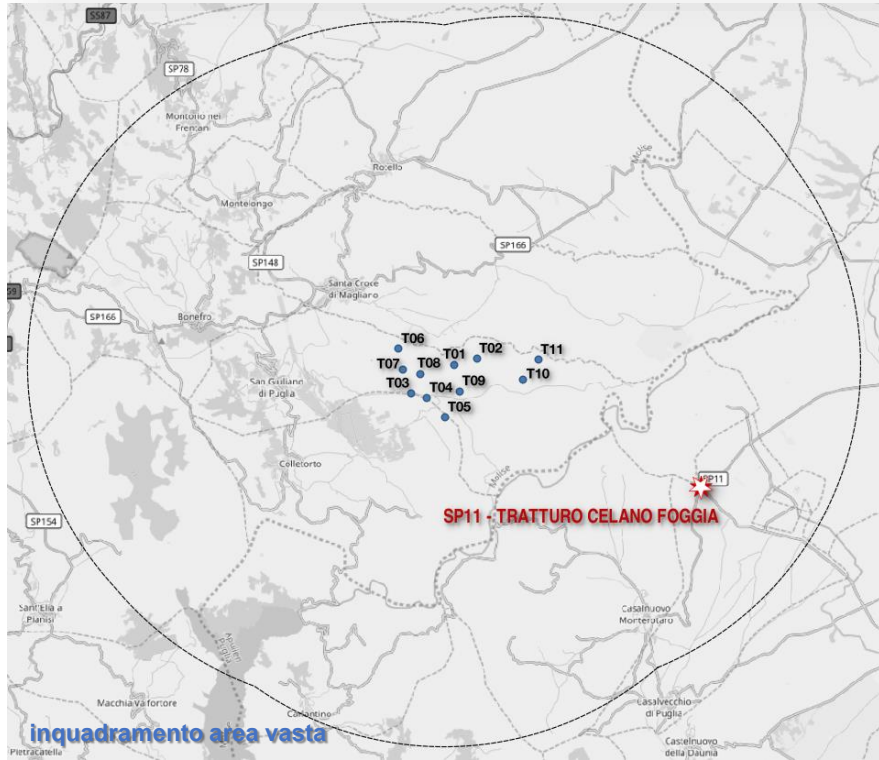 SS87
SP78
Montorio nei
Frentani
Molise
Rotello
Montelongo
SP166
SP148
Santa Croce
di Magliano
SP166
Bonefro
T06
T01
T02
T11
T07
T08
T10
T03
T04
T09
T05
San Giuliano
di Puglia
Colletorto
Molise
SP11
SP11 - TRATTURO CELANO FOGGIA
SP154
Sant'Elia a
Pianisi
Casalnuovo
Monterotaro
Macchia Valfortore
Carlantino
Casalvecchio
di Puglia
inquadramento area vasta
Pietracatella
Castelnuovo
della Daunia